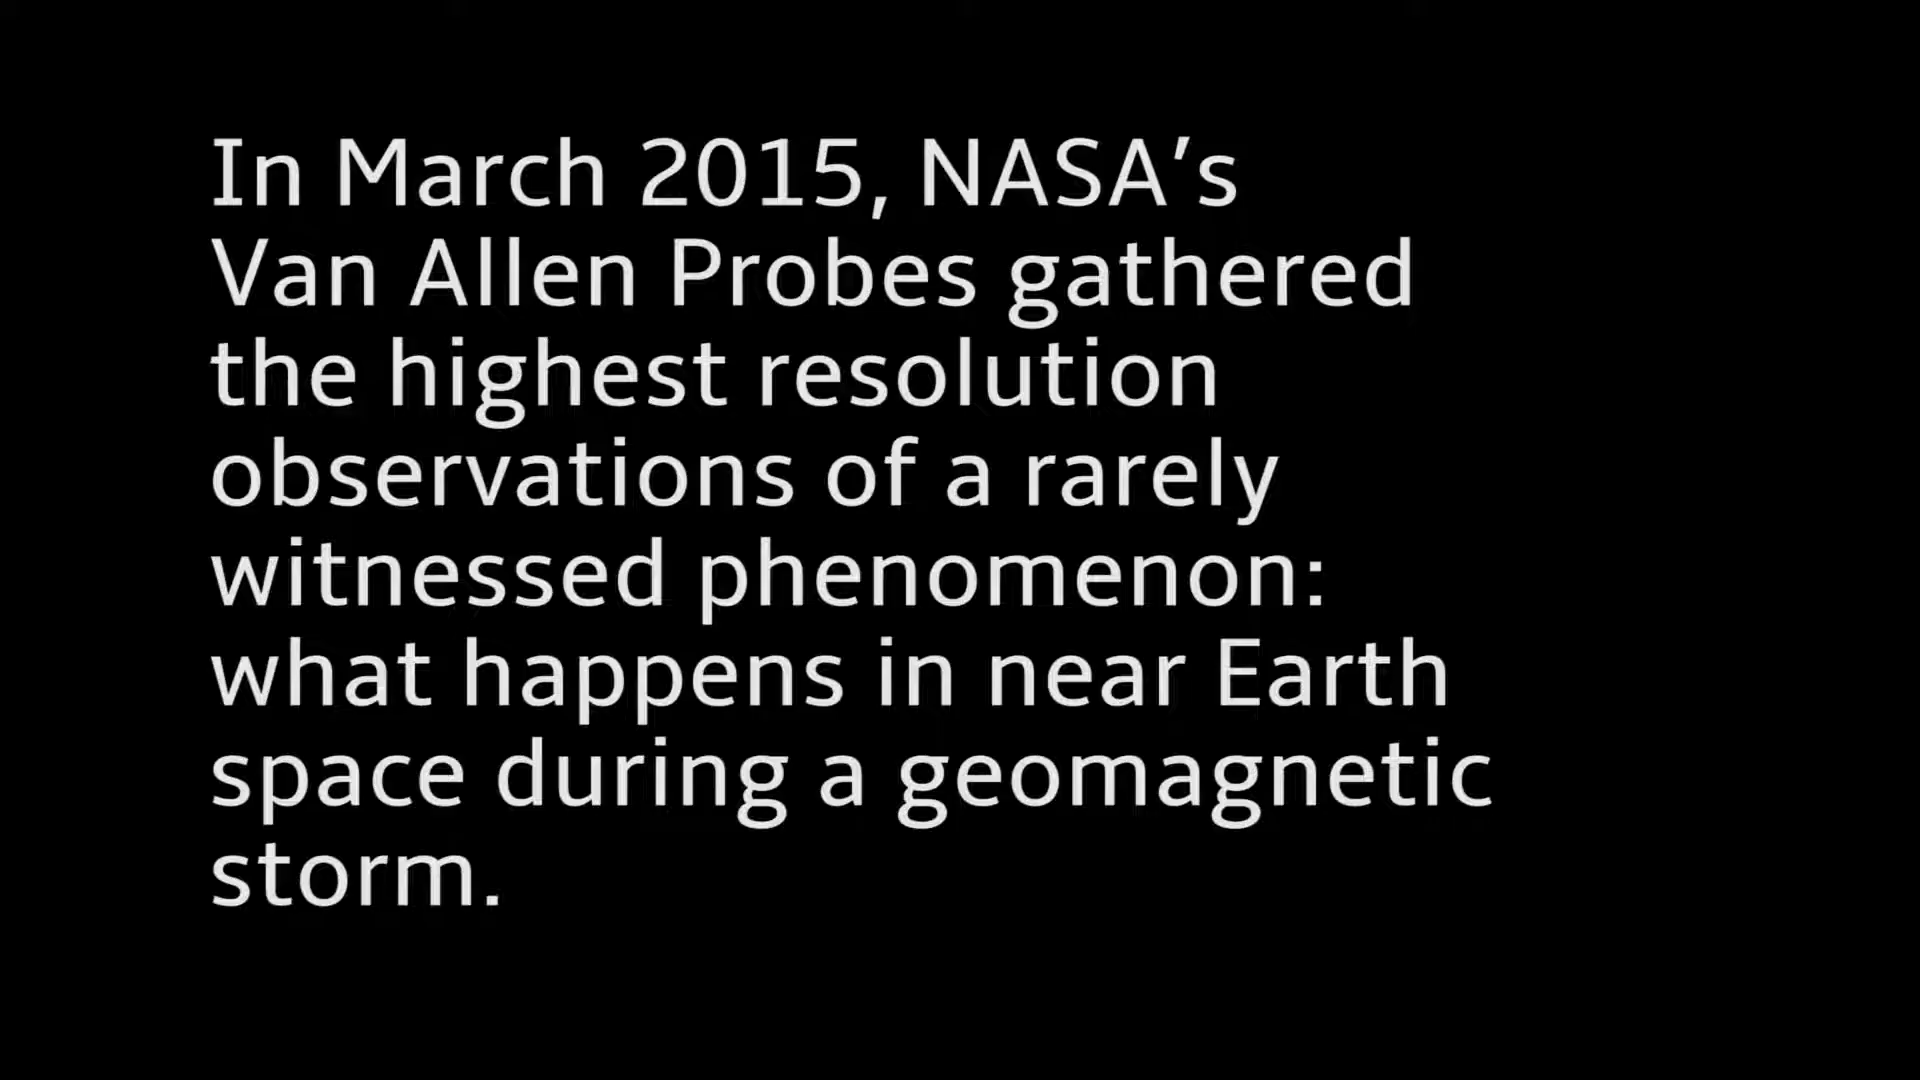 In March 2015, NASA’s
Van Allen Probes gathered
the highest resolution
observations of a rarely
witnessed phenomenon:
what happens in near Earth
space during a geomagnetic
storm.